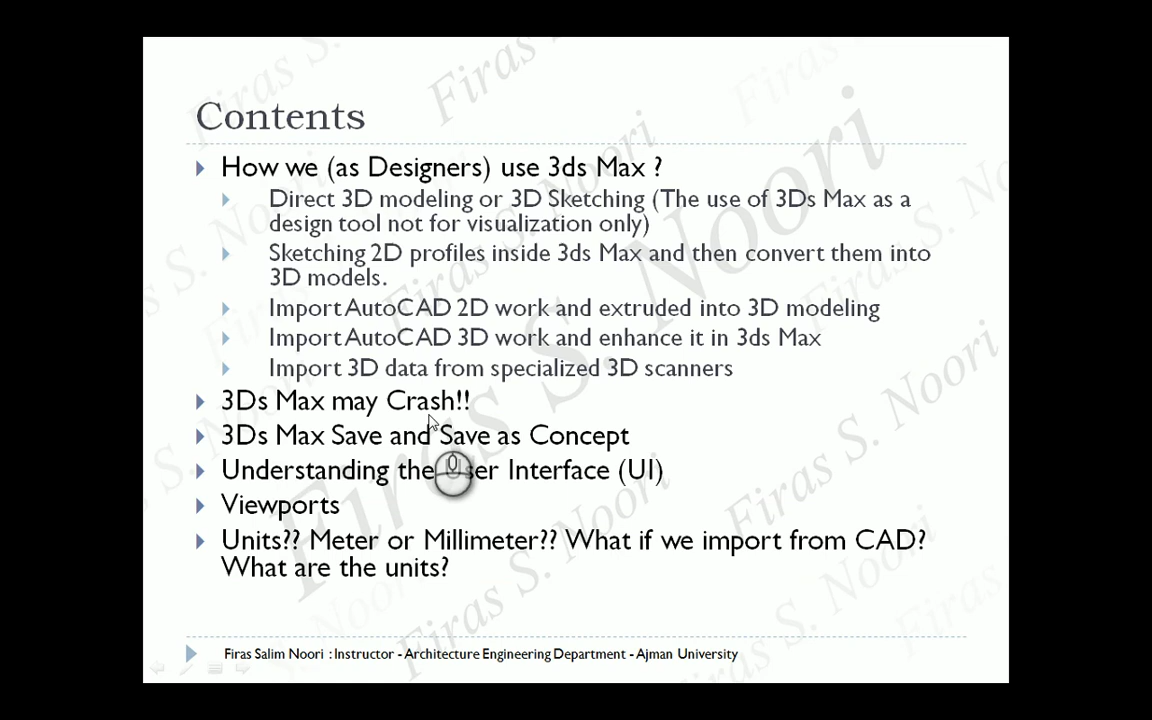 Contents
How we (as Designers) use 3ds Max ?
Direct 3D modeling or 3D Sketching (The use of 3Ds Max as a
design tool not for visualization only)
Sketching 2D profiles inside 3ds Max and then convert them into
3D models.
Import AutoCAD 2D work and extruded into 3D modeling
Import AutoCAD 3D work and enhance it in 3ds Max
Import 3D data from specialized 3D scanners
3Ds Max may Crash!!
3Ds Max Save and Save as Concept
Understanding the User Interface (UI)
Viewports
Units?? Meter or Millimeter?? What if we import from CAD?
What are the units?
Firas Salim Noori : Instructor - Architecture Engineering Department - Ajman University
Firas S. Noori